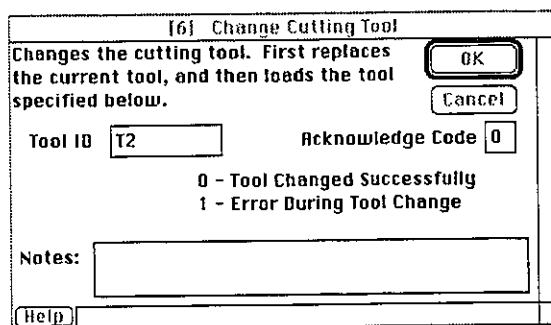 [6] Change Cutting Tool
Changes the cutting tool. First replaces
the current tool, and then loads the tool
specified below.
OK
Cancel
Tool ID T2
Acknowledge Code 0
0 - Tool Changed Successfully
1 - Error During Tool Change
Notes:
Help